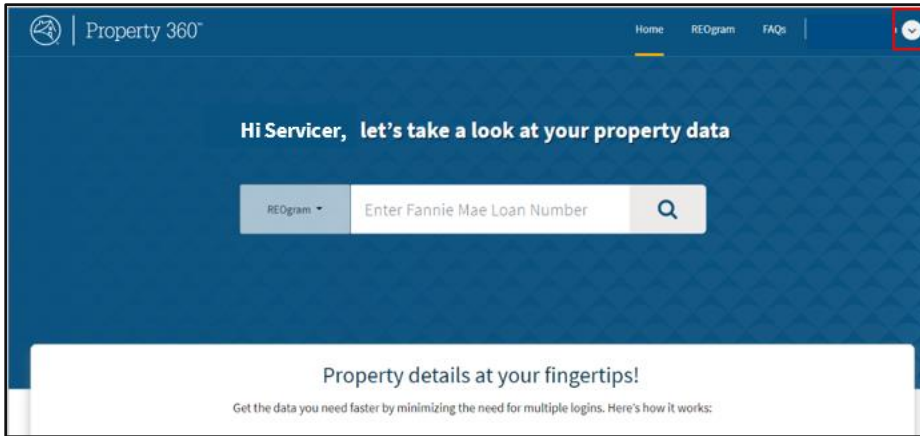 Property 360™
Home REOgram FAQs
Hi Servicer, let's take a look at your property data
REOgram Enter Fannie Mae Loan Number
Property details at your fingertips!
Get the data you need faster by minimizing the need for multiple logins. Here's how it works: